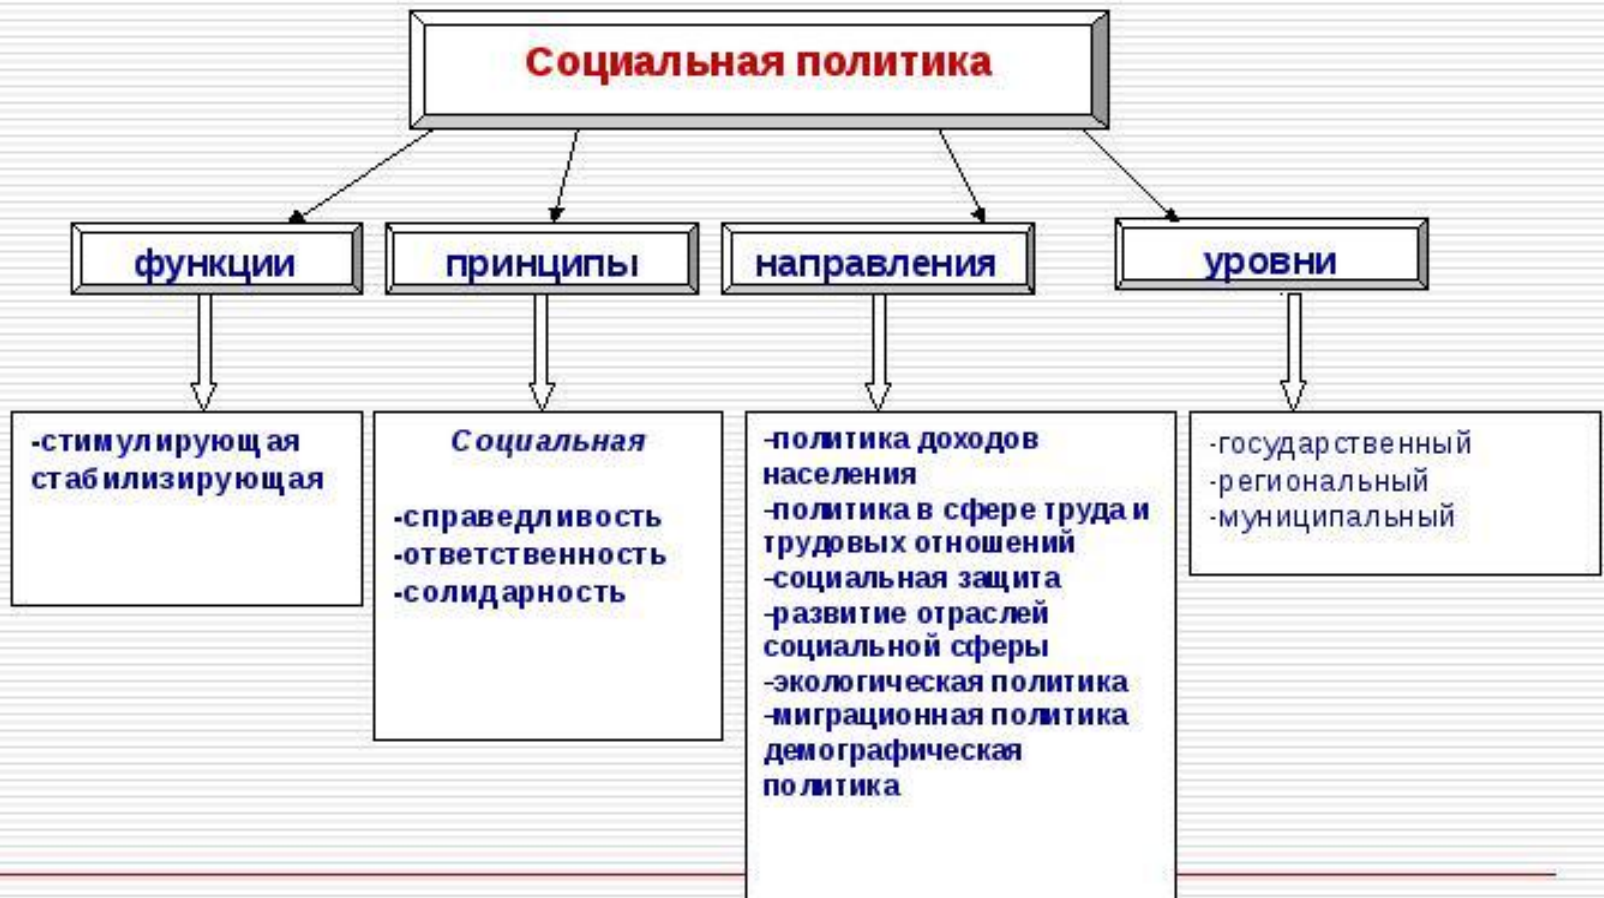 Социальная политика
функции
принципы
направления
уровни
-стимулирующая
стабилизирующая
Социальная
-справедливость
-ответственность
-солидарность
-политика доходов
населения
-политика в сфере труда и
трудовых отношений
-социальная защита
-развитие отраслей
социальной сферы
-экологическая политика
-миграционная политика
демографическая
политика
-государственный
-региональный
-муниципальный